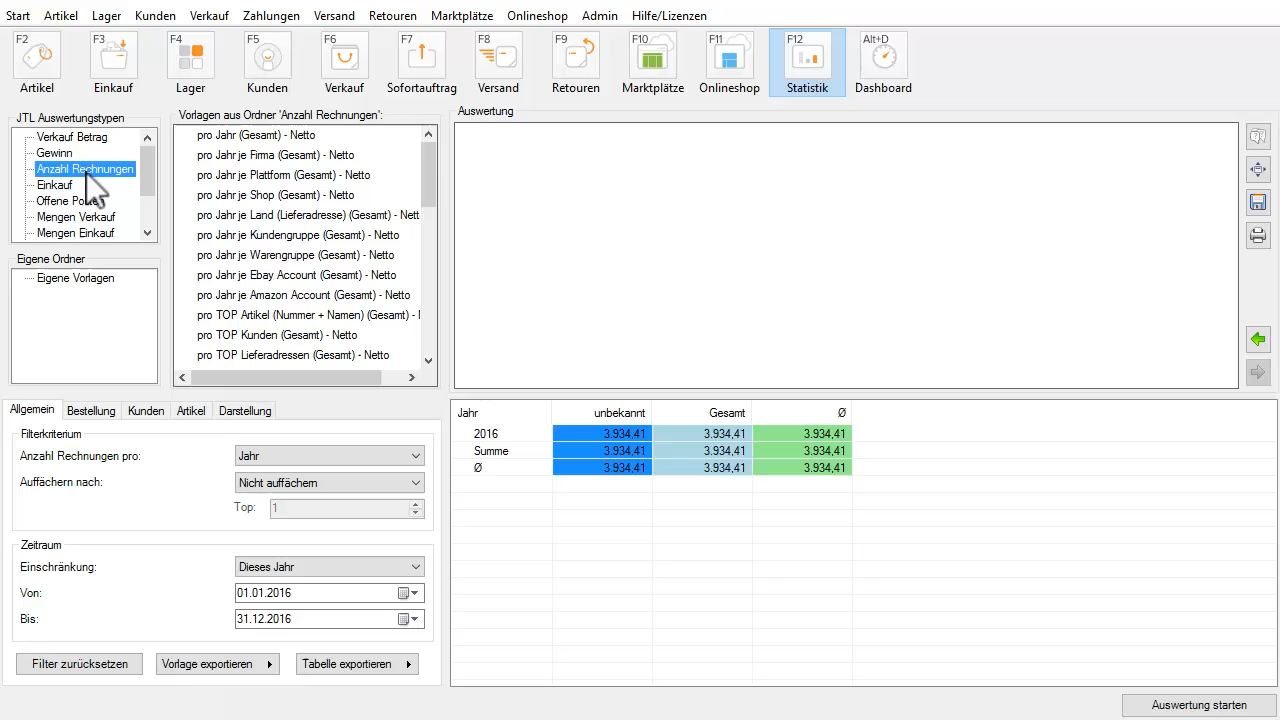 Start Artikel Lager Kunden Verkauf Zahlungen Versand Retouren Marktplätze Onlineshop Admin Hilfe/Lizenzen
F2 F3 F4 F5 F6 F7 F8 F9 F10 F11 F12 Alt+D
Artikel Einkauf Lager Kunden Verkauf Sofortauftrag Versand Retouren Marktplätze Onlineshop Statistik Dashboard
JTL Auswertungstypen
Verkauf Betrag
Gewinn
Anzahl Rechnungen
Einkauf
Offene Poste
Mengen Verkauf
Mengen Einkauf
Eigene Ordner
Eigene Vorlagen
Vorlagen aus Ordner 'Anzahl Rechnungen':
pro Jahr (Gesamt) - Netto
pro Jahr je Firma (Gesamt) - Netto
pro Jahr je Plattform (Gesamt) - Netto
pro Jahr je Shop (Gesamt) - Netto
pro Jahr je Land (Lieferadresse) (Gesamt) - Nett
pro Jahr je Kundengruppe (Gesamt) - Netto
pro Jahr je Warengruppe (Gesamt) - Netto
pro Jahr je Ebay Account (Gesamt) - Netto
pro Jahr je Amazon Account (Gesamt) - Netto
pro TOP Artikel (Nummer + Namen) (Gesamt) -
pro TOP Kunden (Gesamt) - Netto
pro TOP Lieferadressen (Gesamt) - Netto
Auswertung
Allgemein Bestellung Kunden Artikel Darstellung
Filterkriterium
Anzahl Rechnungen pro: Jahr
Auffächern nach: Nicht auffächern
Top: 1
Zeitraum
Einschränkung: Dieses Jahr
Von: 01.01.2016
Bis: 31.12.2016
Filter zurücksetzen Vorlage exportieren Tabelle exportieren
Jahr unbekannt Gesamt Ø
2016 3.934,41 3.934,41 3.934,41
Summe 3.934,41 3.934,41 3.934,41
Ø 3.934,41 3.934,41 3.934,41
Auswertung starten